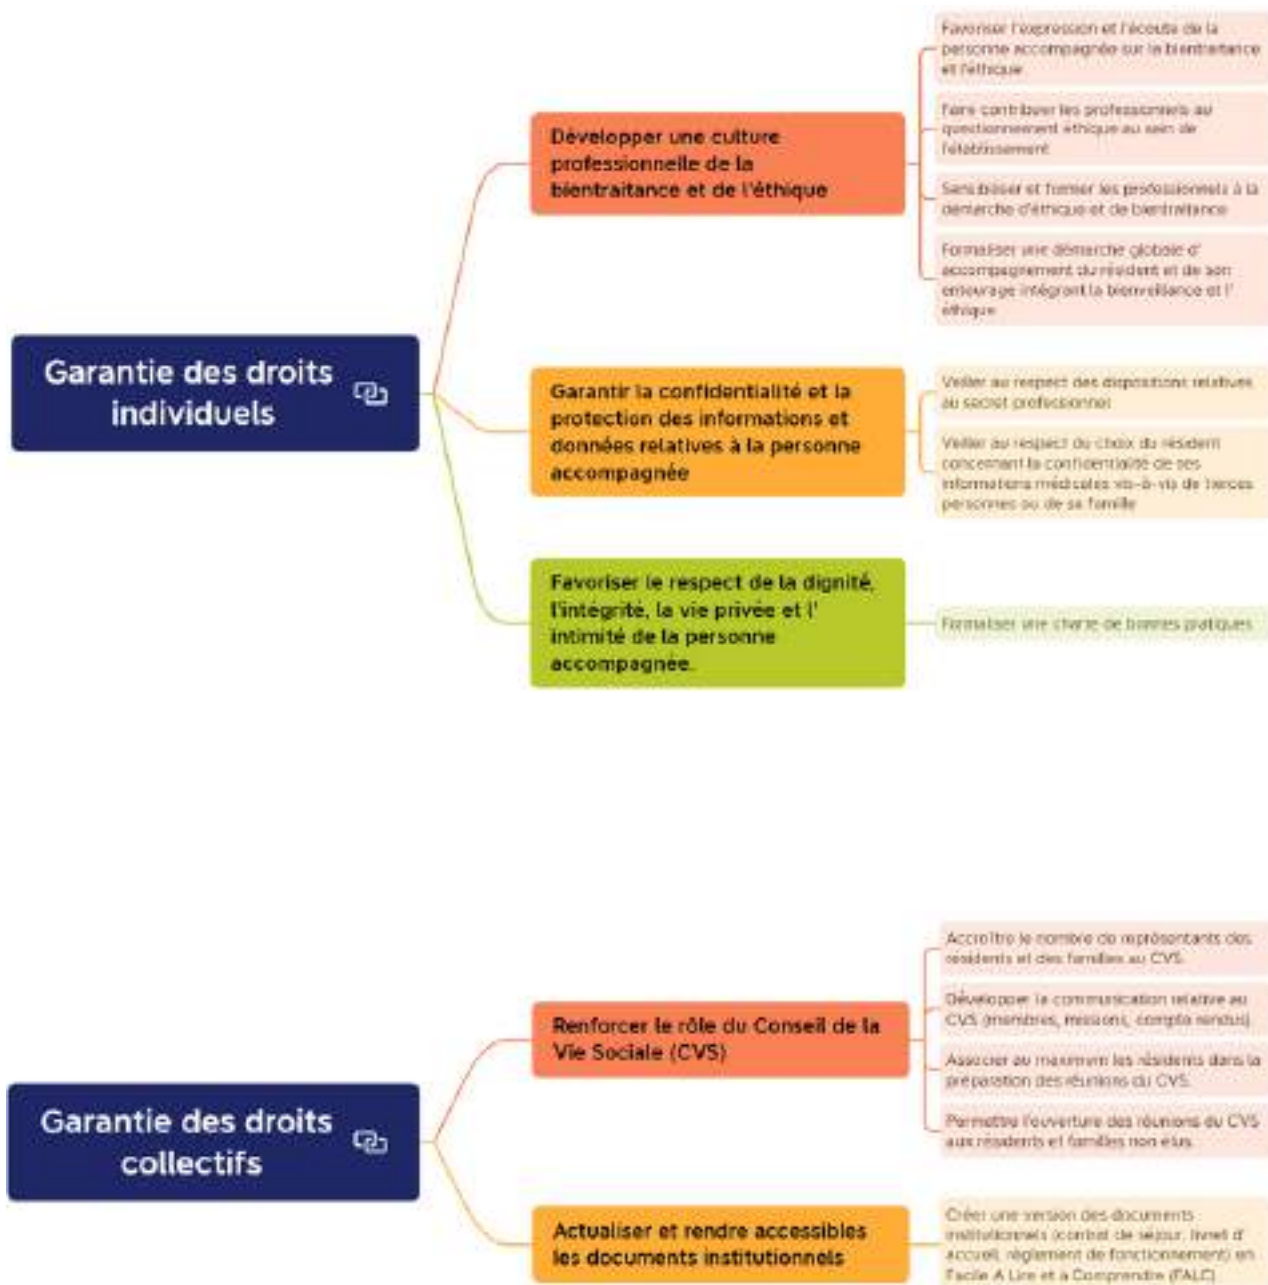 Garantie des droits
individuels
Développer une culture
professionnelle de la
bientraitance et de l'éthique
Favoriser l'expression et l'écoute de la
personne accompagnée sur la bientraitance
et l'éthique
Faire contribuer les professionnels au
questionnement éthique au sein de
l'établissement
Sensibiliser et former les professionnels à la
démarche d'éthique et de bientraitance
Formaliser une démarche globale d'
accompagnement du résident et de son
entourage intégrant la bienveillance et l'
éthique
Garantir la confidentialité et la
protection des informations et
données relatives à la personne
accompagnée
Veiller au respect des dispositions relatives
au secret professionnel
Veiller au respect du choix du résident
concernant la confidentialité de ses
informations médicales vis-à-vis de tierces
personnes ou de sa famille
Favoriser le respect de la dignité,
l'intégrité, la vie privée et l'
intimité de la personne
accompagnée.
Formaliser une charte de bonnes pratiques
Garantie des droits
collectifs
Renforcer le rôle du Conseil de la
Vie Sociale (CVS)
Accroître le nombre de représentants des
résidents et des familles au CVS.
Développer la communication relative au
CVS (membres, missions, compte rendus).
Associer au maximum les résidents dans la
préparation des réunions du CVS.
Permettre l'ouverture des réunions du CVS
aux résidents et familles non élus.
Actualiser et rendre accessibles
les documents institutionnels
Créer une version des documents
institutionnels (contrat de séjour, livret d'
accueil, règlement de fonctionnement) en
Facile A Lire et à Comprendre (FALC)